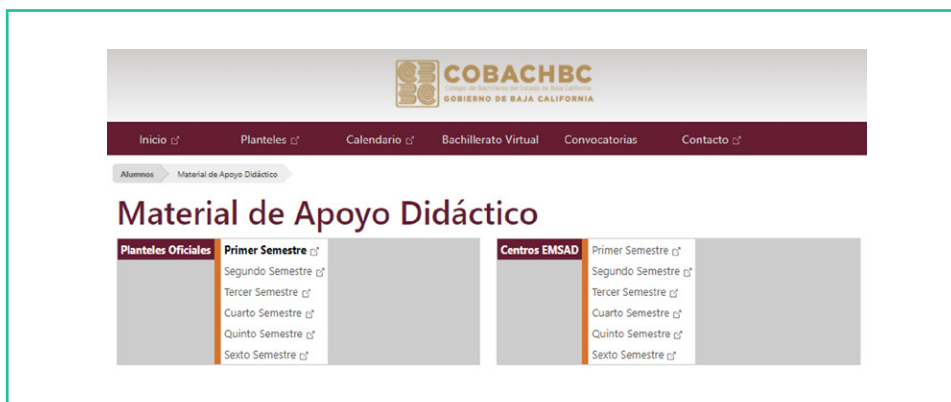 COBACHBC
Colegio de Bachilleres del Estado de Baja California
GOBIERNO DE BAJA CALIFORNIA
Inicio Planteles Calendario Bachillerato Virtual Convocatorias Contacto
Alumnos Material de Apoyo Didáctico
Material de Apoyo Didáctico
Planteles Oficiales
Primer Semestre
Segundo Semestre
Tercer Semestre
Cuarto Semestre
Quinto Semestre
Sexto Semestre
Centros EMSAD
Primer Semestre
Segundo Semestre
Tercer Semestre
Cuarto Semestre
Quinto Semestre
Sexto Semestre